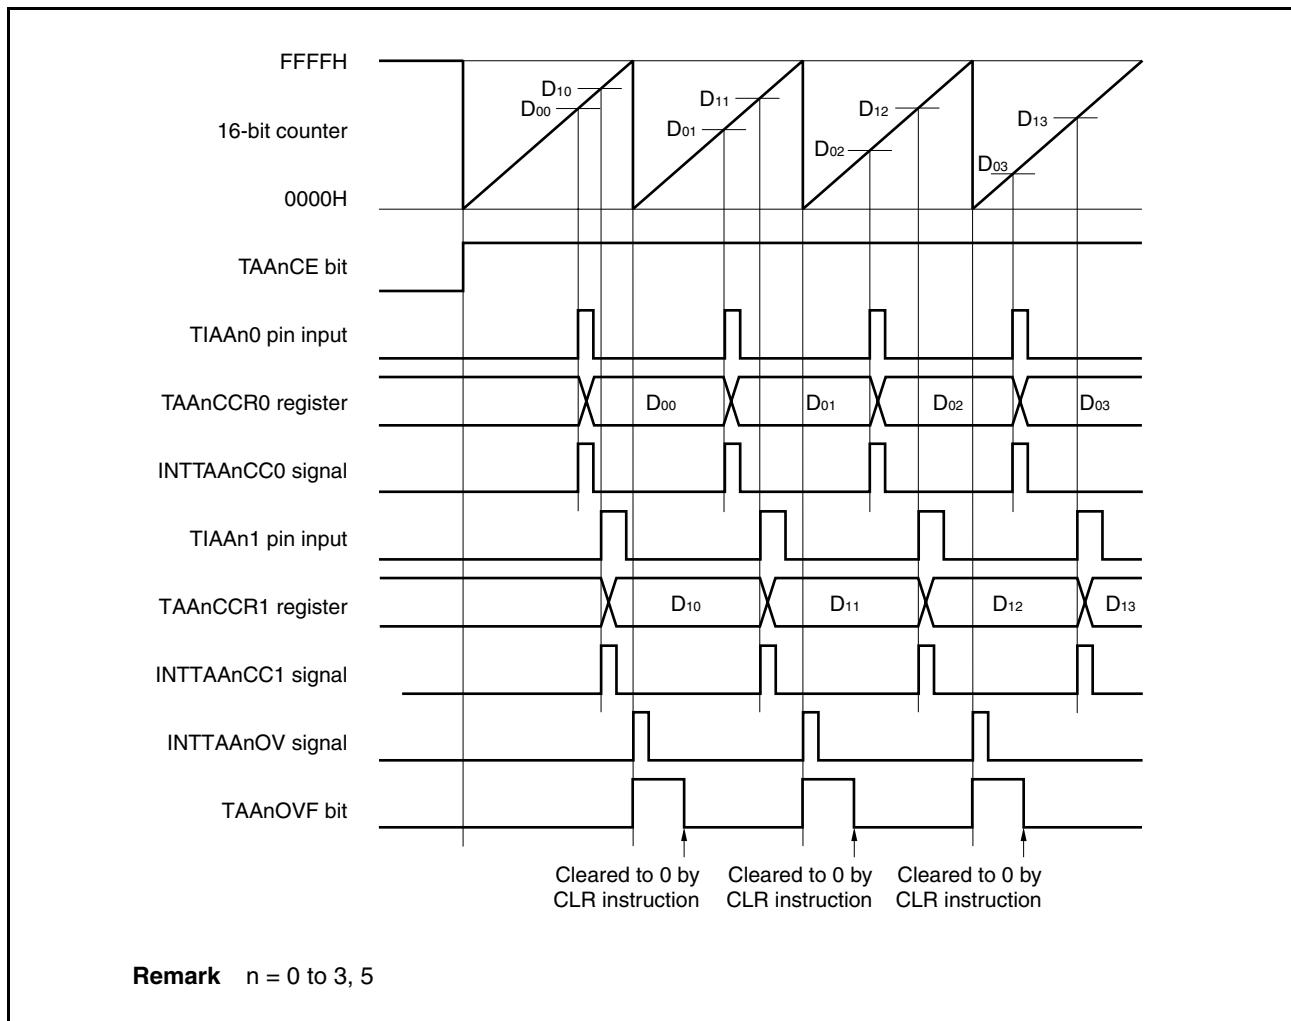 FFFFH
D10
D00
D11
D01
D12
D02
D13
D03
16-bit counter
0000H
TAAnCE bit
TIAAn0 pin input
TAAnCCR0 register
D00
D01
D02
D03
INTTAAnCC0 signal
TIAAn1 pin input
TAAnCCR1 register
D10
D11
D12
D13
INTTAAnCC1 signal
INTTAAnOV signal
TAAnOVF bit
Cleared to 0 by
CLR instruction
Cleared to 0 by
CLR instruction
Cleared to 0 by
CLR instruction
Remark n = 0 to 3, 5